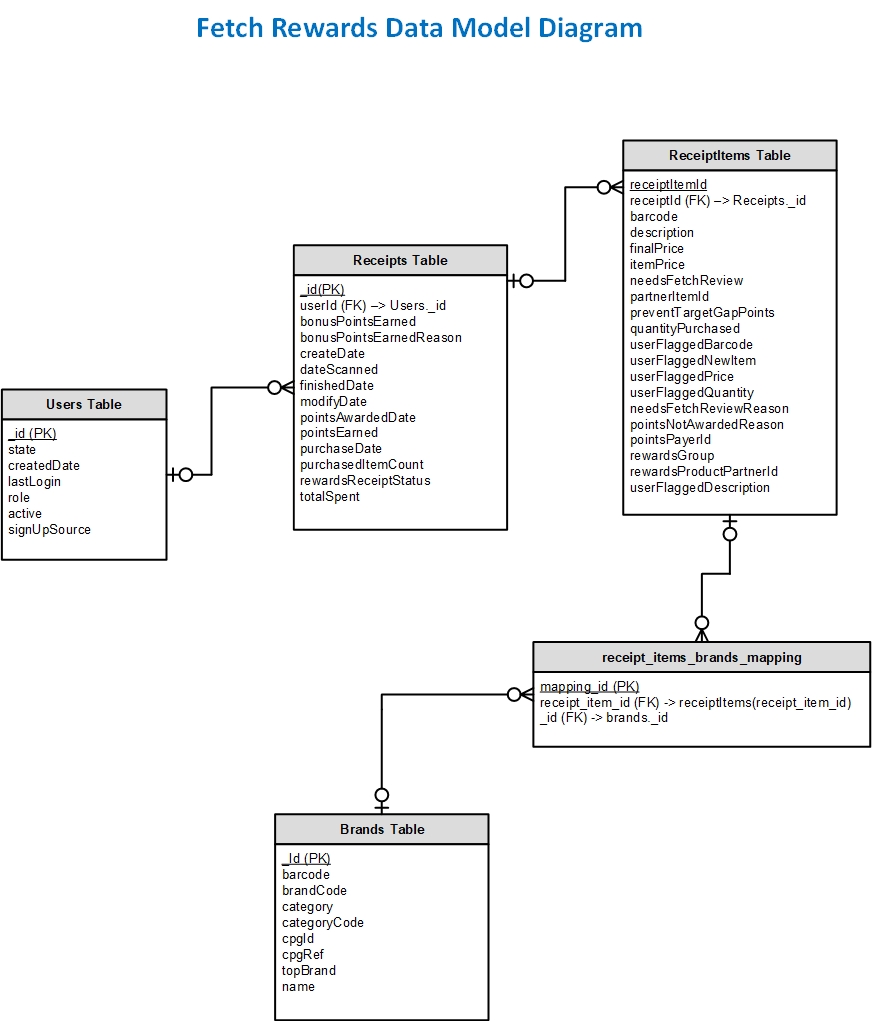 Fetch Rewards Data Model Diagram
ReceiptItems Table
receiptItemId
receiptId (FK) –> Receipts._id
barcode
description
finalPrice
itemPrice
needsFetchReview
partnerItemId
preventTargetGapPoints
quantityPurchased
userFlaggedBarcode
userFlaggedNewItem
userFlaggedPrice
userFlaggedQuantity
needsFetchReviewReason
pointsNotAwardedReason
pointsPayerId
rewardsGroup
rewardsProductPartnerId
userFlaggedDescription
Receipts Table
_id(PK)
userId (FK) –> Users._id
bonusPointsEarned
bonusPointsEarnedReason
createDate
dateScanned
finishedDate
modifyDate
pointsAwardedDate
pointsEarned
purchaseDate
purchasedItemCount
rewardsReceiptStatus
totalSpent
Users Table
_id (PK)
state
createdDate
lastLogin
role
active
signUpSource
receipt_items_brands_mapping
mapping_id (PK)
receipt_item_id (FK) -> receiptItems(receipt_item_id)
_id (FK) -> brands._id
Brands Table
_Id (PK)
barcode
brandCode
category
categoryCode
cpgId
cpgRef
topBrand
name